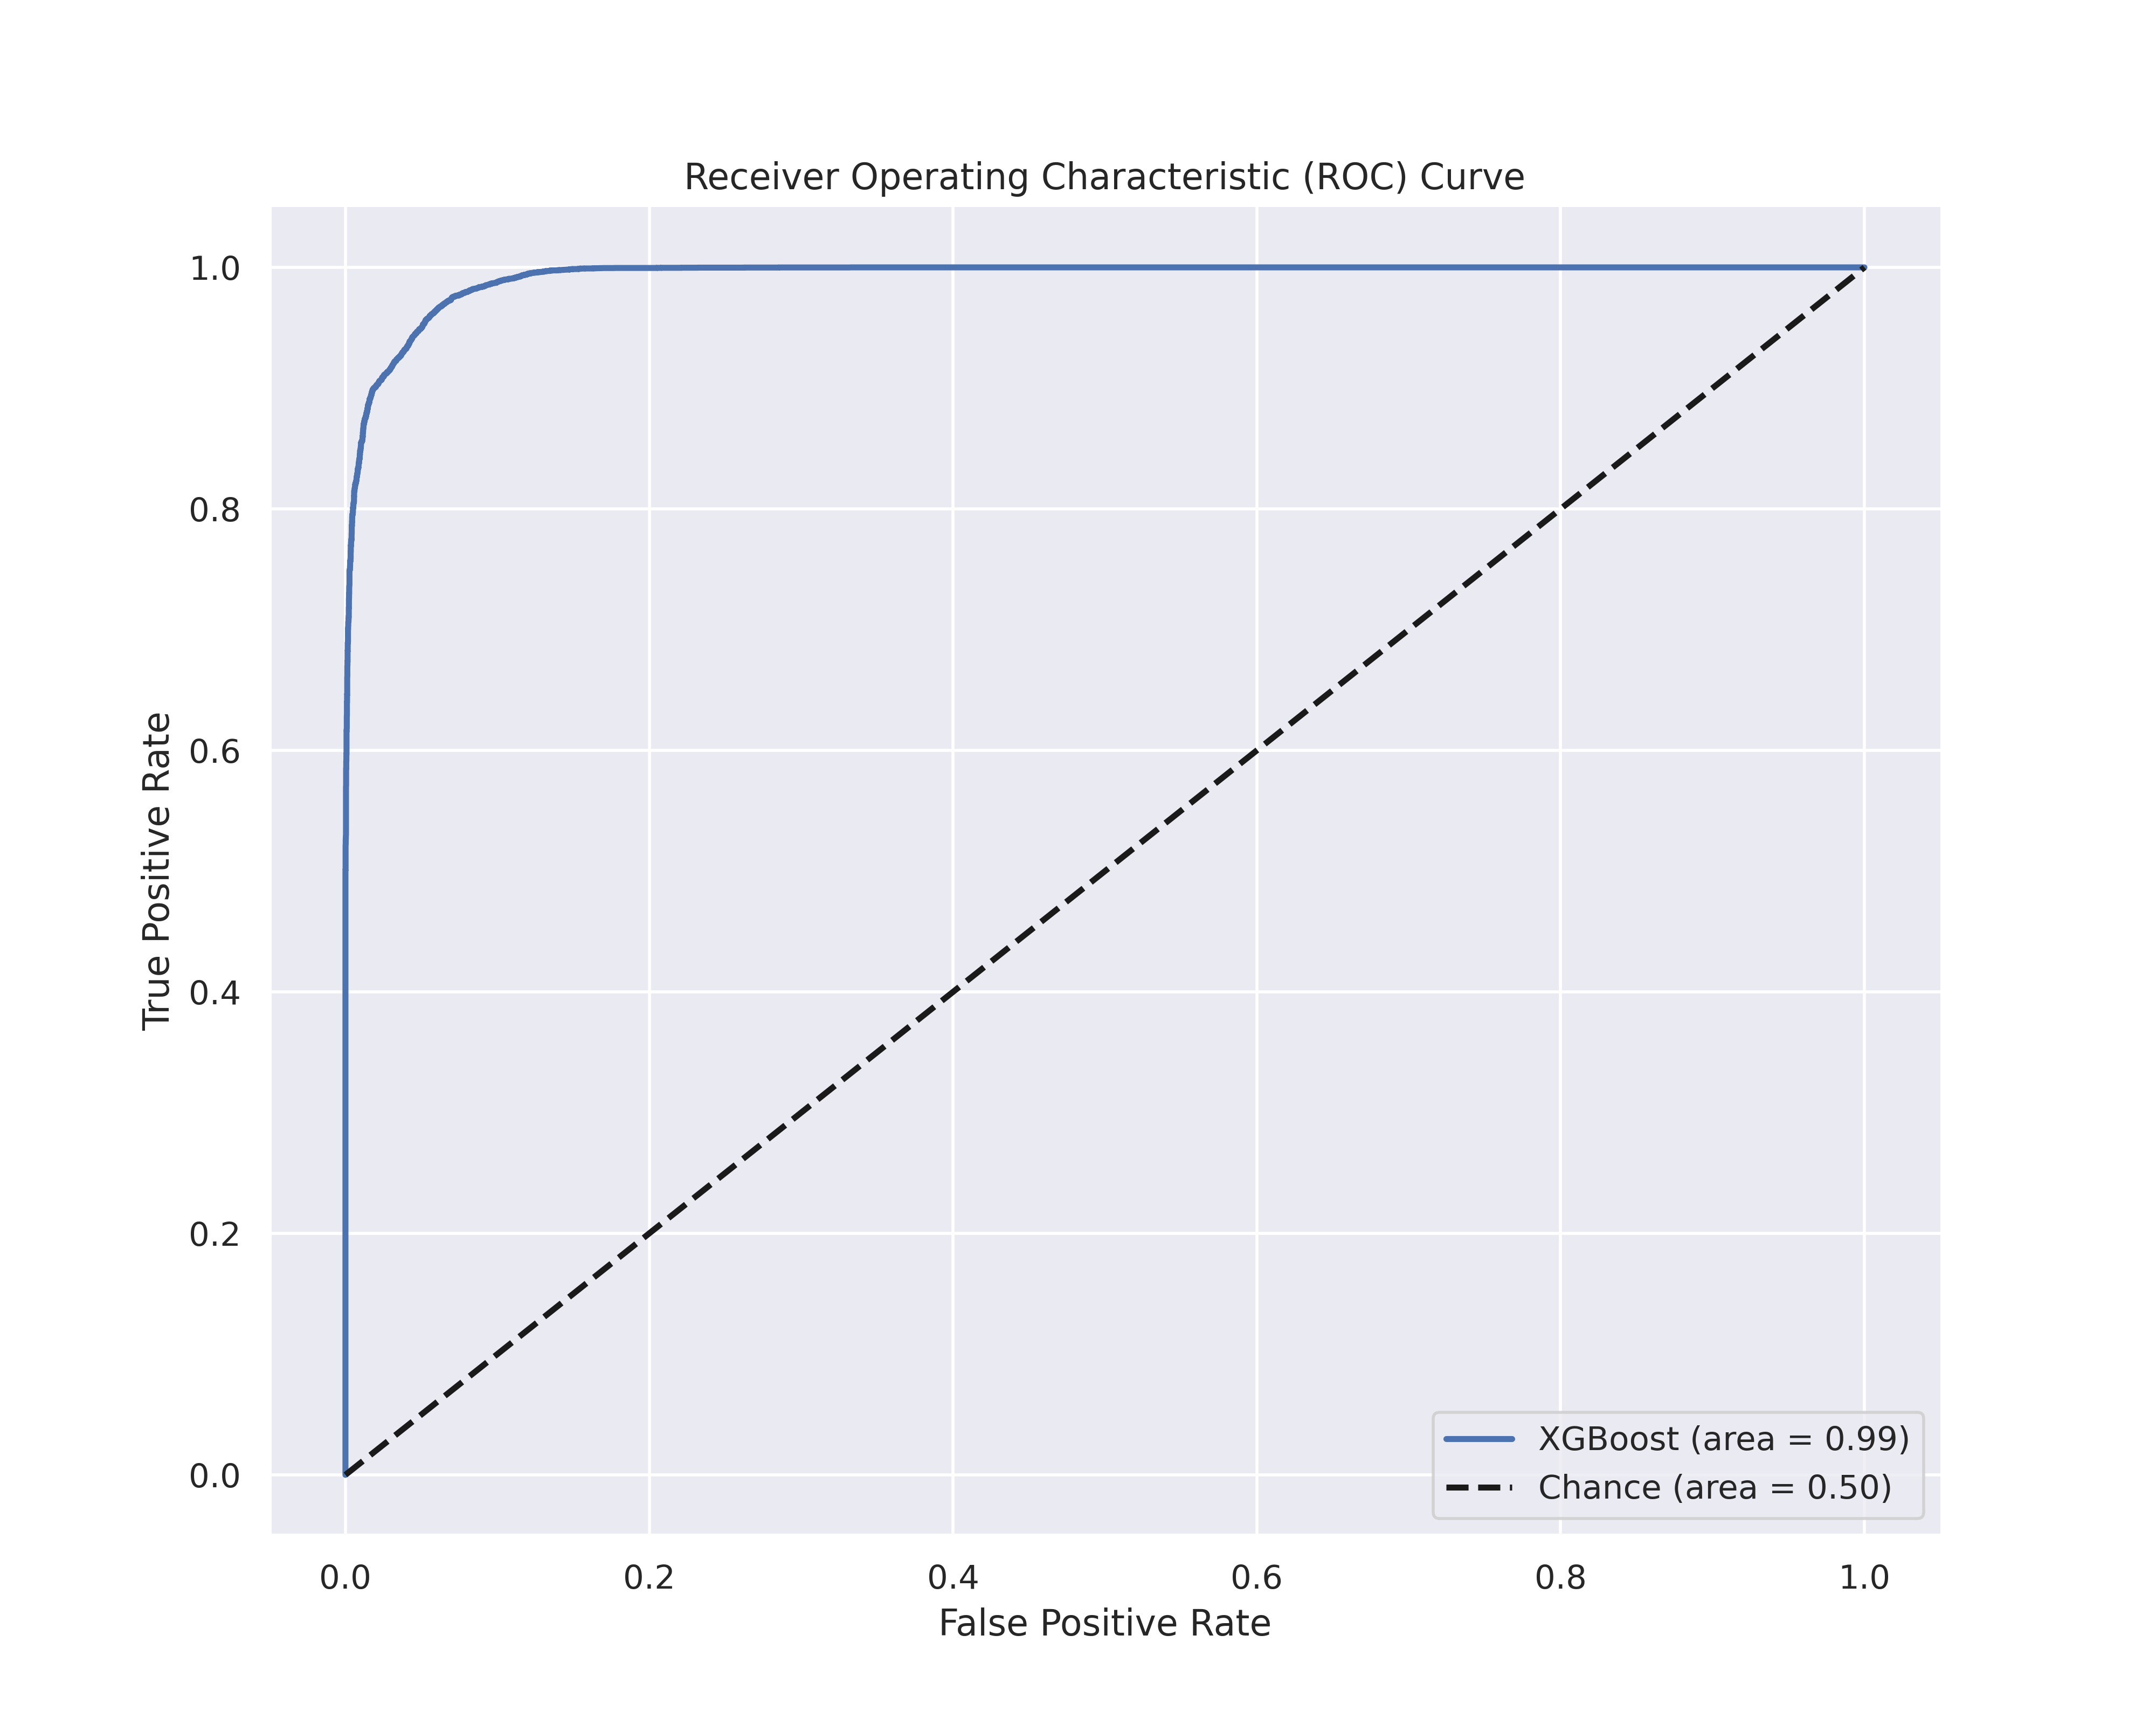 Receiver Operating Characteristic (ROC) Curve
1.0
0.8
0.6
0.4
0.2
0.0
True Positive Rate
XGBoost (area = 0.99)
Chance (area = 0.50)
0.0 0.2 0.4 0.6 0.8 1.0
False Positive Rate